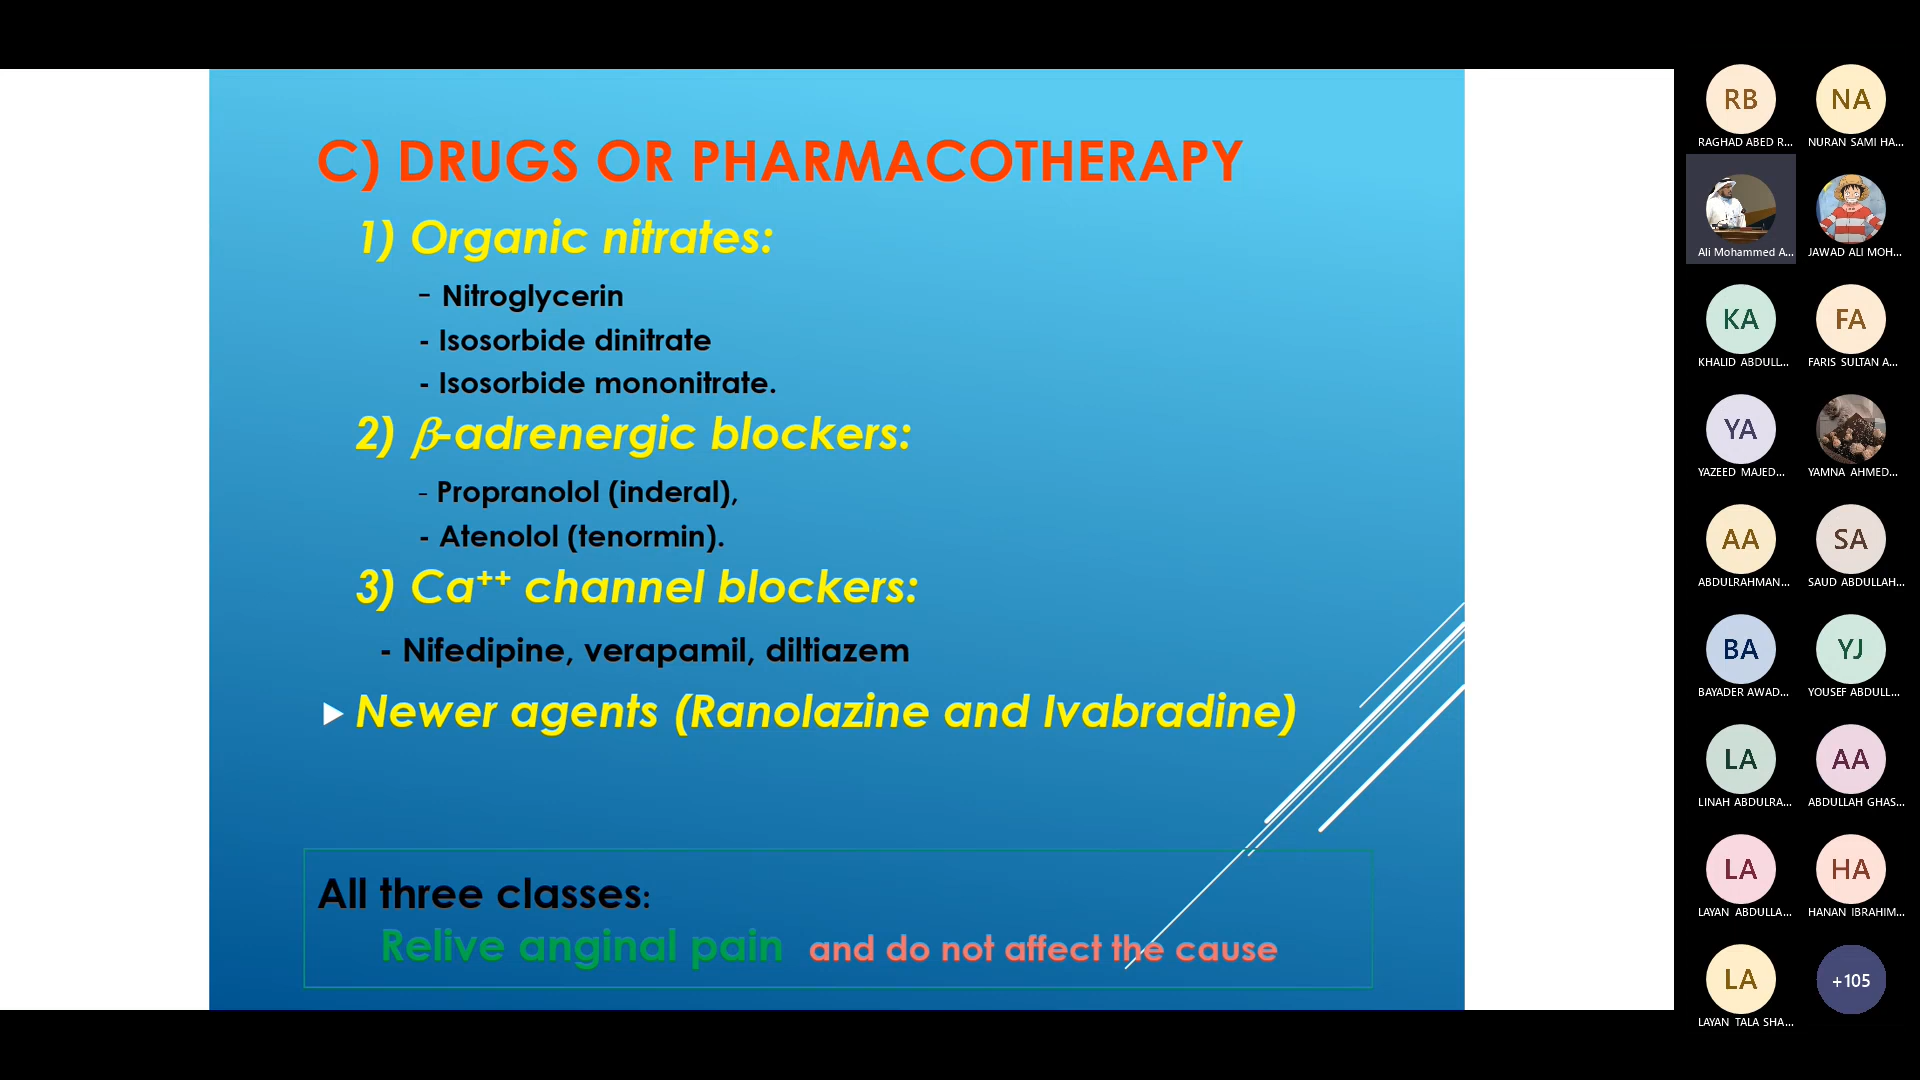 C) DRUGS OR PHARMACOTHERAPY
1) Organic nitrates:
- Nitroglycerin
- Isosorbide dinitrate
- Isosorbide mononitrate.
2) β-adrenergic blockers:
- Propranolol (inderal),
- Atenolol (tenormin).
3) Ca++ channel blockers:
- Nifedipine, verapamil, diltiazem
Newer agents (Ranolazine and Ivabradine)
All three classes:
Relive anginal pain and do not affect the cause
RB
RAGHAD ABED R...
NA
NURAN SAMI HA...
Ali Mohammed A...
JAWAD ALI MOH...
KA
KHALID ABDULL...
FA
FARIS SULTAN A...
YA
YAZEED MAJED...
YAMNA AHMED...
AA
ABDULRAHMAN...
SA
SAUD ABDULLAH...
BA
BAYADER AWAD...
YJ
YOUSEF ABDULL...
LA
LINAH ABDULRA...
AA
ABDULLAH GHAS...
LA
LAYAN ABDULLA...
HA
HANAN IBRAHIM...
LA
LAYAN TALA SHA...
+105